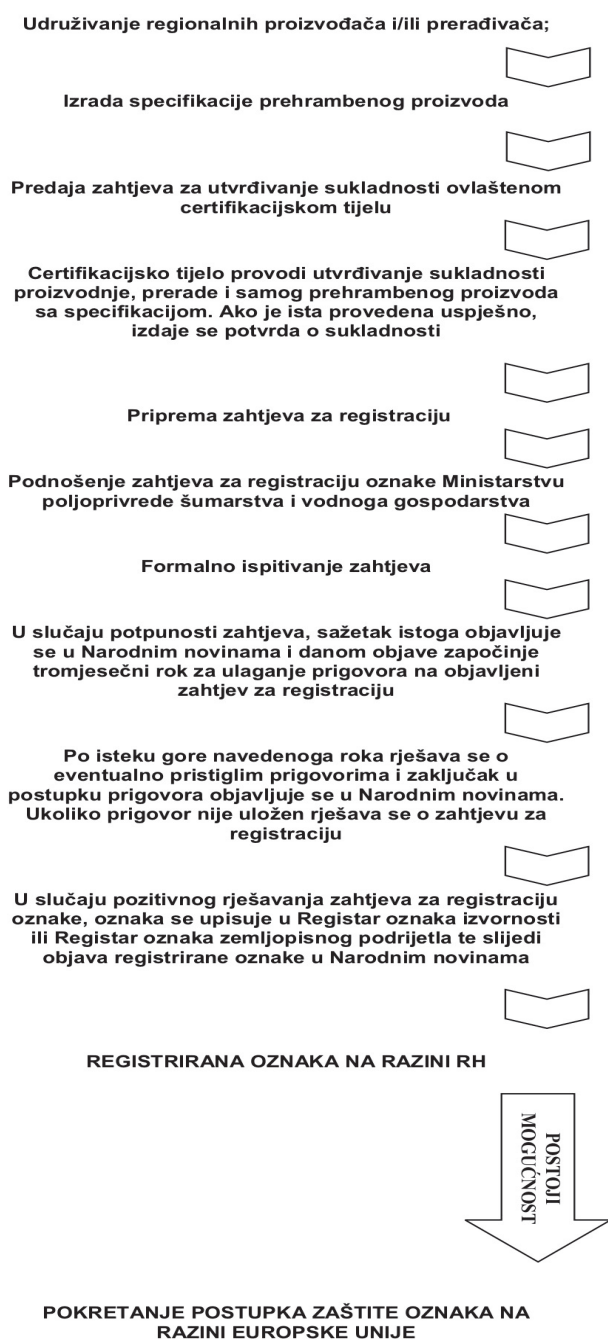 Udruživanje regionalnih proizvođača i/ili prerađivača;
Izrada specifikacije prehrambenog proizvoda
Predaja zahtjeva za utvrđivanje sukladnosti ovlaštenom
certifikacijskom tijelu
Certifikacijsko tijelo provodi utvrđivanje sukladnosti
proizvodnje, prerade i samog prehrambenog proizvoda
sa specifikacijom. Ako je ista provedena uspješno,
izdaje se potvrda o sukladnosti
Priprema zahtjeva za registraciju
Podnošenje zahtjeva za registraciju oznake Ministarstvu
poljoprivrede šumarstva i vodnoga gospodarstva
Formalno ispitivanje zahtjeva
U slučaju potpunosti zahtjeva, sažetak istoga objavljuje
se u Narodnim novinama i danom objave započinje
tromjesečni rok za ulaganje prigovora na objavljeni
zahtjev za registraciju
Po isteku gore navedenoga roka rješava se o
eventualno pristiglim prigovorima i zaključak u
postupku prigovora objavljuje se u Narodnim novinama.
Ukoliko prigovor nije uložen rješava se o zahtjevu za
registraciju
U slučaju pozitivnog rješavanja zahtjeva za registraciju
oznake, oznaka se upisuje u Registar oznaka izvornosti
ili Registar oznaka zemljopisnog podrijetla te slijedi
objava registrirane oznake u Narodnim novinama
REGISTRIRANA OZNAKA NA RAZINI RH
POSTOJI
MOGUĆNOST
POKRETANJE POSTUPKA ZAŠTITE OZNAKA NA
RAZINI EUROPSKE UNIJE